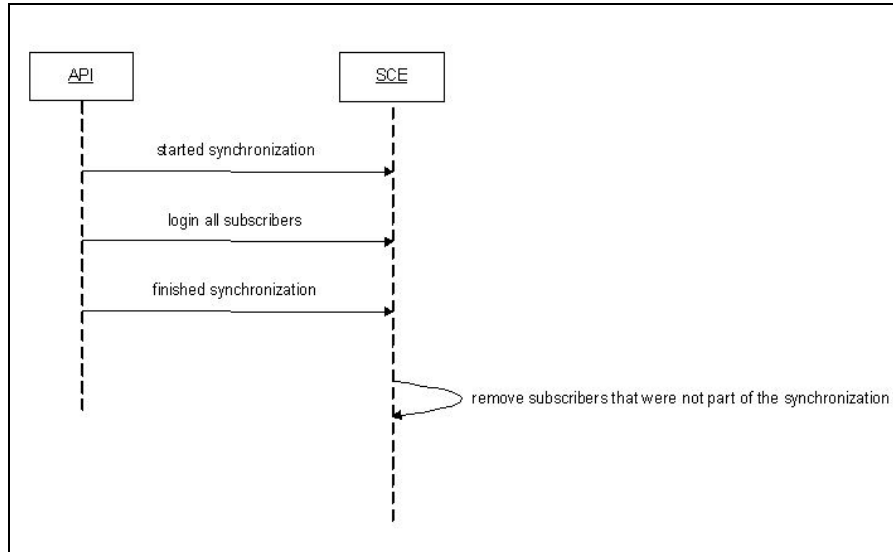 API
SCE
started synchronization
login all subscribers
finished synchronization
remove subscribers that were not part of the synchronization